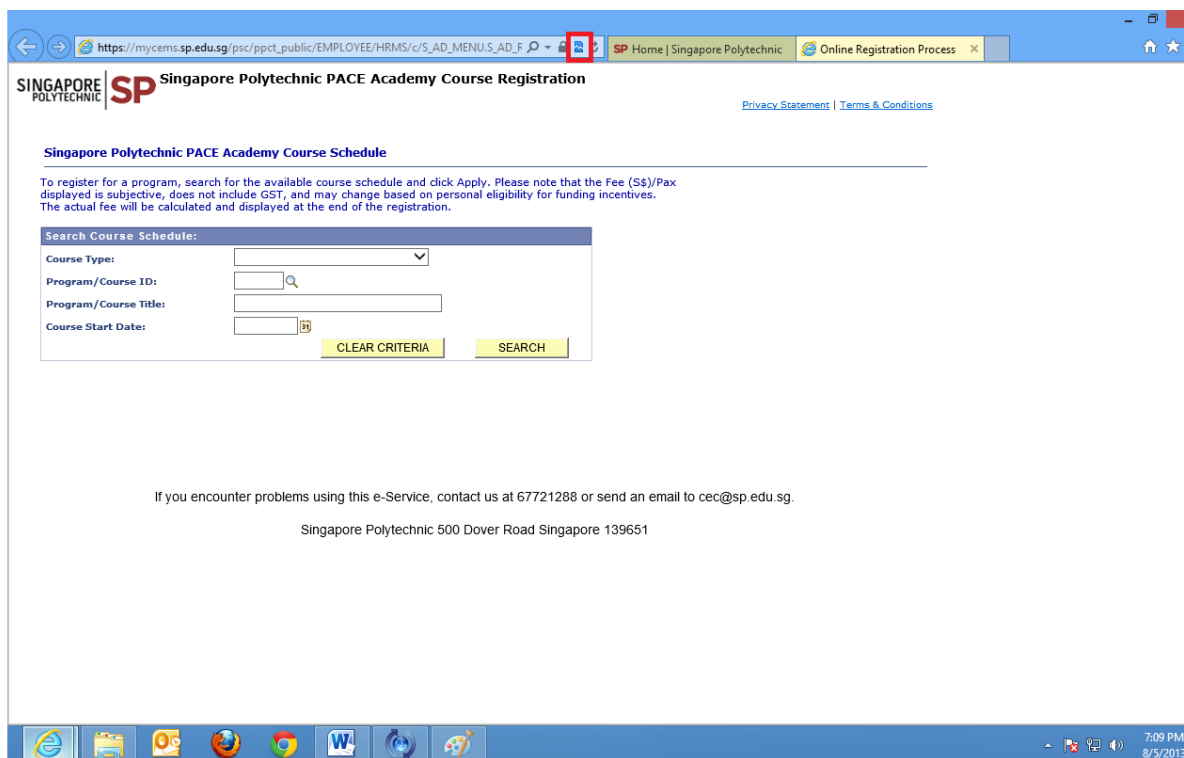 https://mycems.sp.edu.sg/psc/ppct_public/EMPLOYEE/HRMS/c/S_AD_MENU.S_AD_F
SP Home | Singapore Polytechnic
Online Registration Process
SINGAPORE POLYTECHNIC SP
Singapore Polytechnic PACE Academy Course Registration
Privacy Statement | Terms & Conditions
Singapore Polytechnic PACE Academy Course Schedule
To register for a program, search for the available course schedule and click Apply. Please note that the Fee (S$)/Pax
displayed is subjective, does not include GST, and may change based on personal eligibility for funding incentives.
The actual fee will be calculated and displayed at the end of the registration.
Search Course Schedule:
Course Type:
Program/Course ID:
Program/Course Title:
Course Start Date:
31
CLEAR CRITERIA
SEARCH
If you encounter problems using this e-Service, contact us at 67721288 or send an email to cec@sp.edu.sg.
Singapore Polytechnic 500 Dover Road Singapore 139651
7:09 PM
8/5/2013